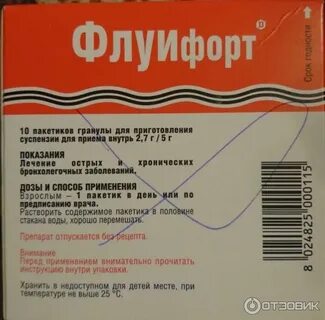 Флуифорт
Срок годности
10 пакетиков гранулы для приготовления
суспензии для приема внутрь 2,7 г / 5 г
ПОКАЗАНИЯ
Лечение острых и хронических
бронхолегочных заболеваний.
ДОЗЫ И СПОСОБ ПРИМЕНЕНИЯ
Взрослым – 1 пакетик в день или по
предписанию врача.
Растворить содержимое пакетика в половине
стакана воды, хорошо перемешать.
Препарат отпускается без рецепта.
Внимание
Перед применением внимательно прочитать
инструкцию внутри упаковки.
Хранить в недоступном для детей месте, при
температуре не выше 25 °C.
8 024825 000115
ОТЗОВИК